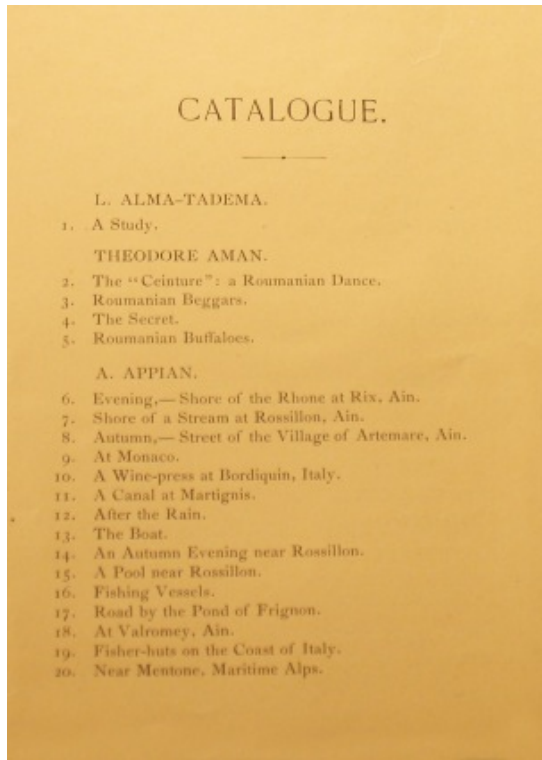 CATALOGUE.
L. ALMA-TADEMA.
1. A Study.
THEODORE AMAN.
2. The "Ceinture": a Roumanian Dance.
3. Roumanian Beggars.
4. The Secret.
5. Roumanian Buffaloes.
A. APPIAN.
6. Evening,— Shore of the Rhone at Rix, Ain.
7. Shore of a Stream at Rossillon, Ain.
8. Autumn,— Street of the Village of Artemare, Ain.
9. At Monaco.
10. A Wine-press at Bordiquin, Italy.
11. A Canal at Martignis.
12. After the Rain.
13. The Boat.
14. An Autumn Evening near Rossillon.
15. A Pool near Rossillon.
16. Fishing Vessels.
17. Road by the Pond of Frignon.
18. At Valromey, Ain.
19. Fisher-huts on the Coast of Italy.
20. Near Mentone, Maritime Alps.